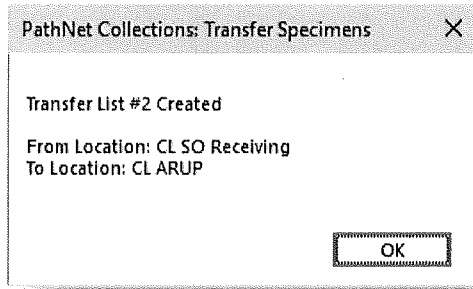 PathNet Collections: Transfer Specimens
Transfer List #2 Created
From Location: CL SO Receiving
To Location: CL ARUP
OK